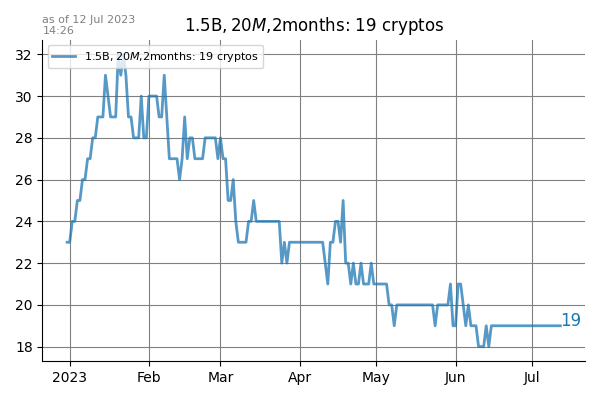 as of 12 Jul 2023
14:26
1.5B, 20M,2months: 19 cryptos
1.5B, 20M,2months: 19 cryptos
32
30
28
26
24
22
20
18
19
2023 Feb Mar Apr May Jun Jul